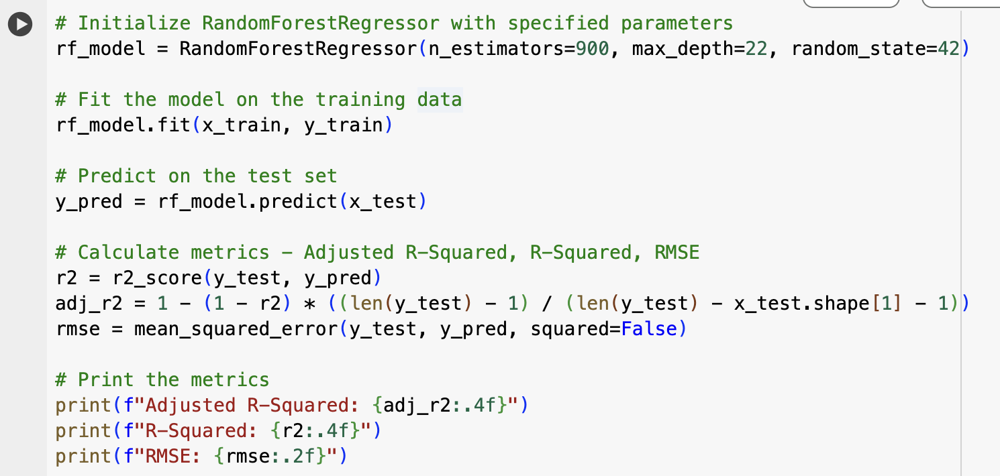 # Initialize RandomForestRegressor with specified parameters
rf_model = RandomForestRegressor(n_estimators=900, max_depth=22, random_state=42)
# Fit the model on the training data
rf_model.fit(x_train, y_train)
# Predict on the test set
y_pred = rf_model.predict(x_test)
# Calculate metrics – Adjusted R-Squared, R-Squared, RMSE
r2 = r2_score(y_test, y_pred)
adj_r2 = 1 - (1 - r2) * ((len(y_test) - 1) / (len(y_test) - x_test.shape[1] - 1))
rmse = mean_squared_error(y_test, y_pred, squared=False)
# Print the metrics
print(f"Adjusted R-Squared: {adj_r2:.4f}")
print(f"R-Squared: {r2:.4f}")
print(f"RMSE: {rmse:.2f}")